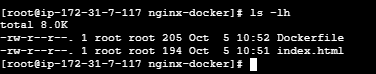 [root@ip-172-31-7-117 nginx-docker]# ls -lh
total 8.0K
-rw-r--r--. 1 root root 205 Oct  5 10:52 Dockerfile
-rw-r--r--. 1 root root 194 Oct  5 10:51 index.html
[root@ip-172-31-7-117 nginx-docker]#